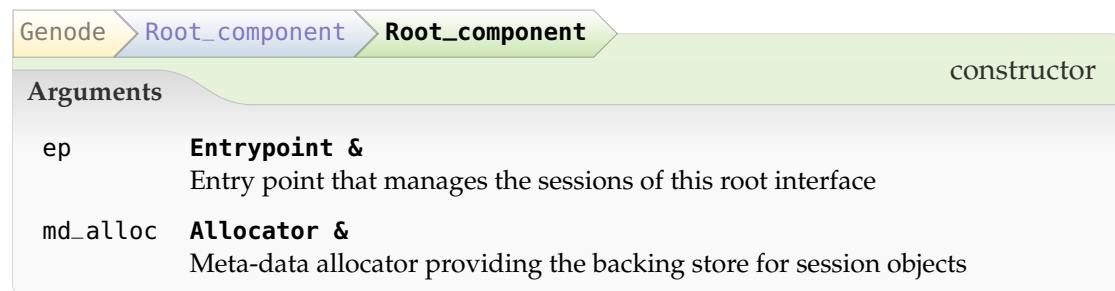 Genode Root_component Root_component
constructor
Arguments
ep Entrypoint &
Entry point that manages the sessions of this root interface
md_alloc Allocator &
Meta-data allocator providing the backing store for session objects